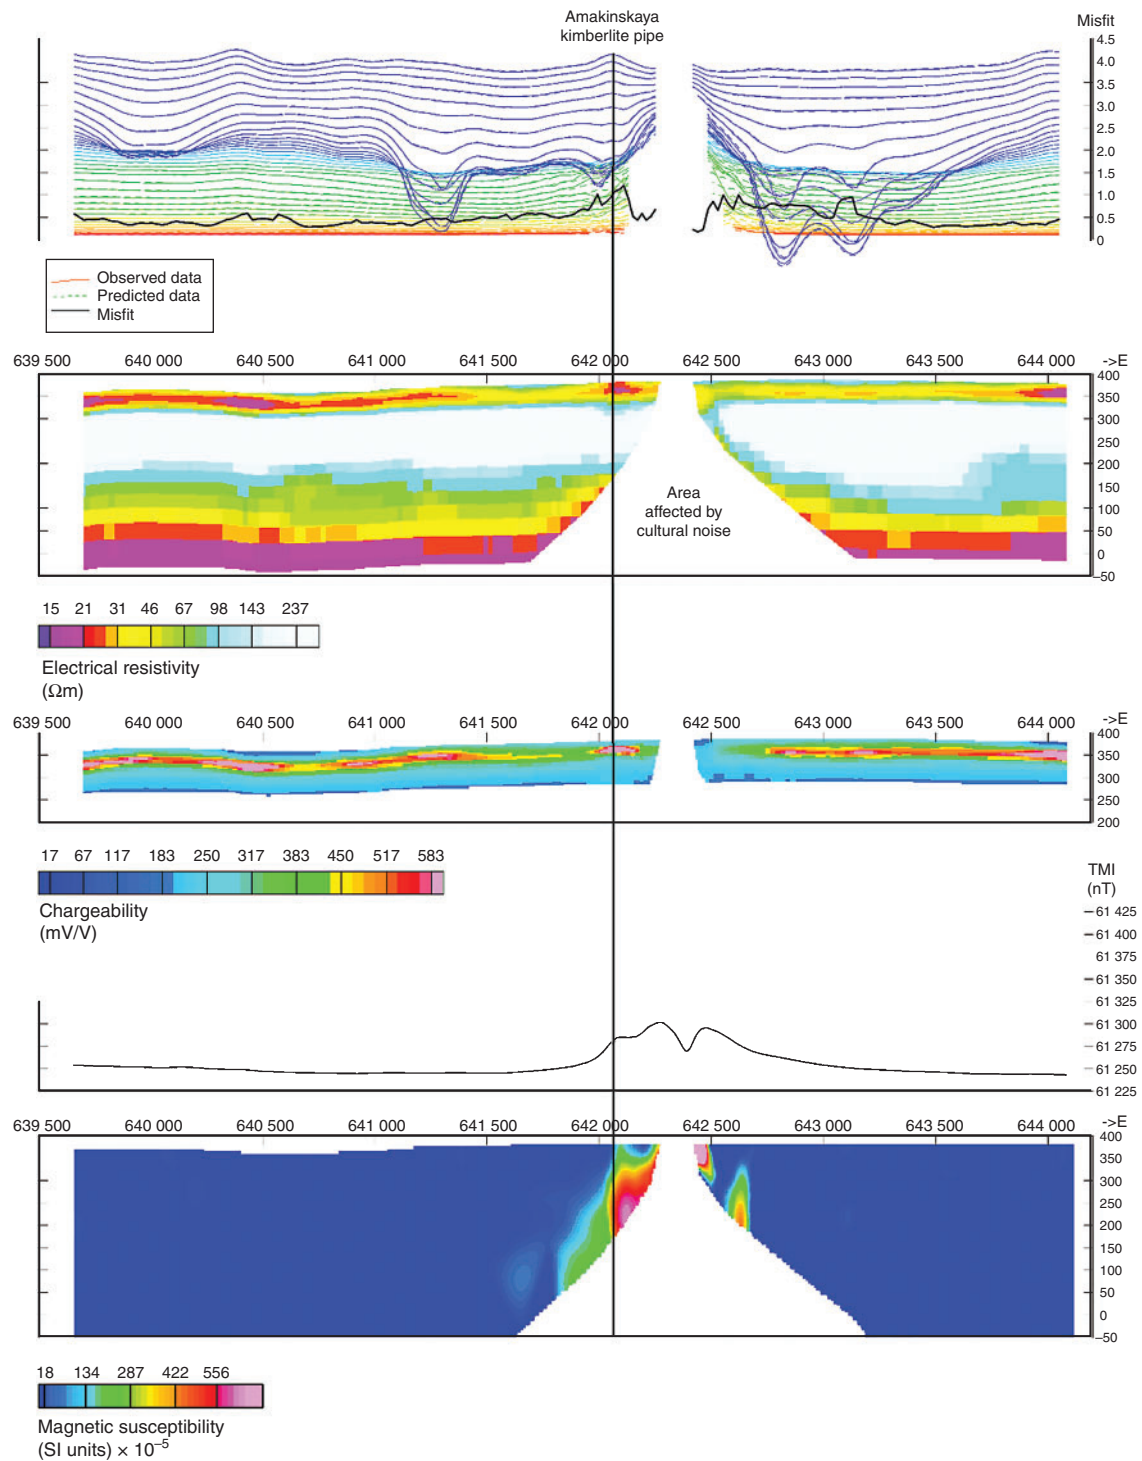 Amakinskaya
kimberlite pipe
Misfit
4.5
4.0
3.5
3.0
2.5
2.0
1.5
1.0
0.5
0
Observed data
Predicted data
Misfit
639 500 640 000 640 500 641 000 641 500 642 000 642 500 643 000 643 500 644 000 ->E
400
350
300
250
200
150
100
50
0
–50
Area
affected by
cultural noise
15 21 31 46 67 98 143 237
Electrical resistivity
(Ωm)
639 500 640 000 640 500 641 000 641 500 642 000 642 500 643 000 643 500 644 000 ->E
400
350
300
250
200
17 67 117 183 250 317 383 450 517 583
Chargeability
(mV/V)
TMI
(nT)
61 425
61 400
61 375
61 350
61 325
61 300
61 275
61 250
61 225
639 500 640 000 640 500 641 000 641 500 642 000 642 500 643 000 643 500 644 000 ->E
400
350
300
250
200
150
100
50
0
–50
18 134 287 422 556
Magnetic susceptibility
(SI units) × 10⁻⁵